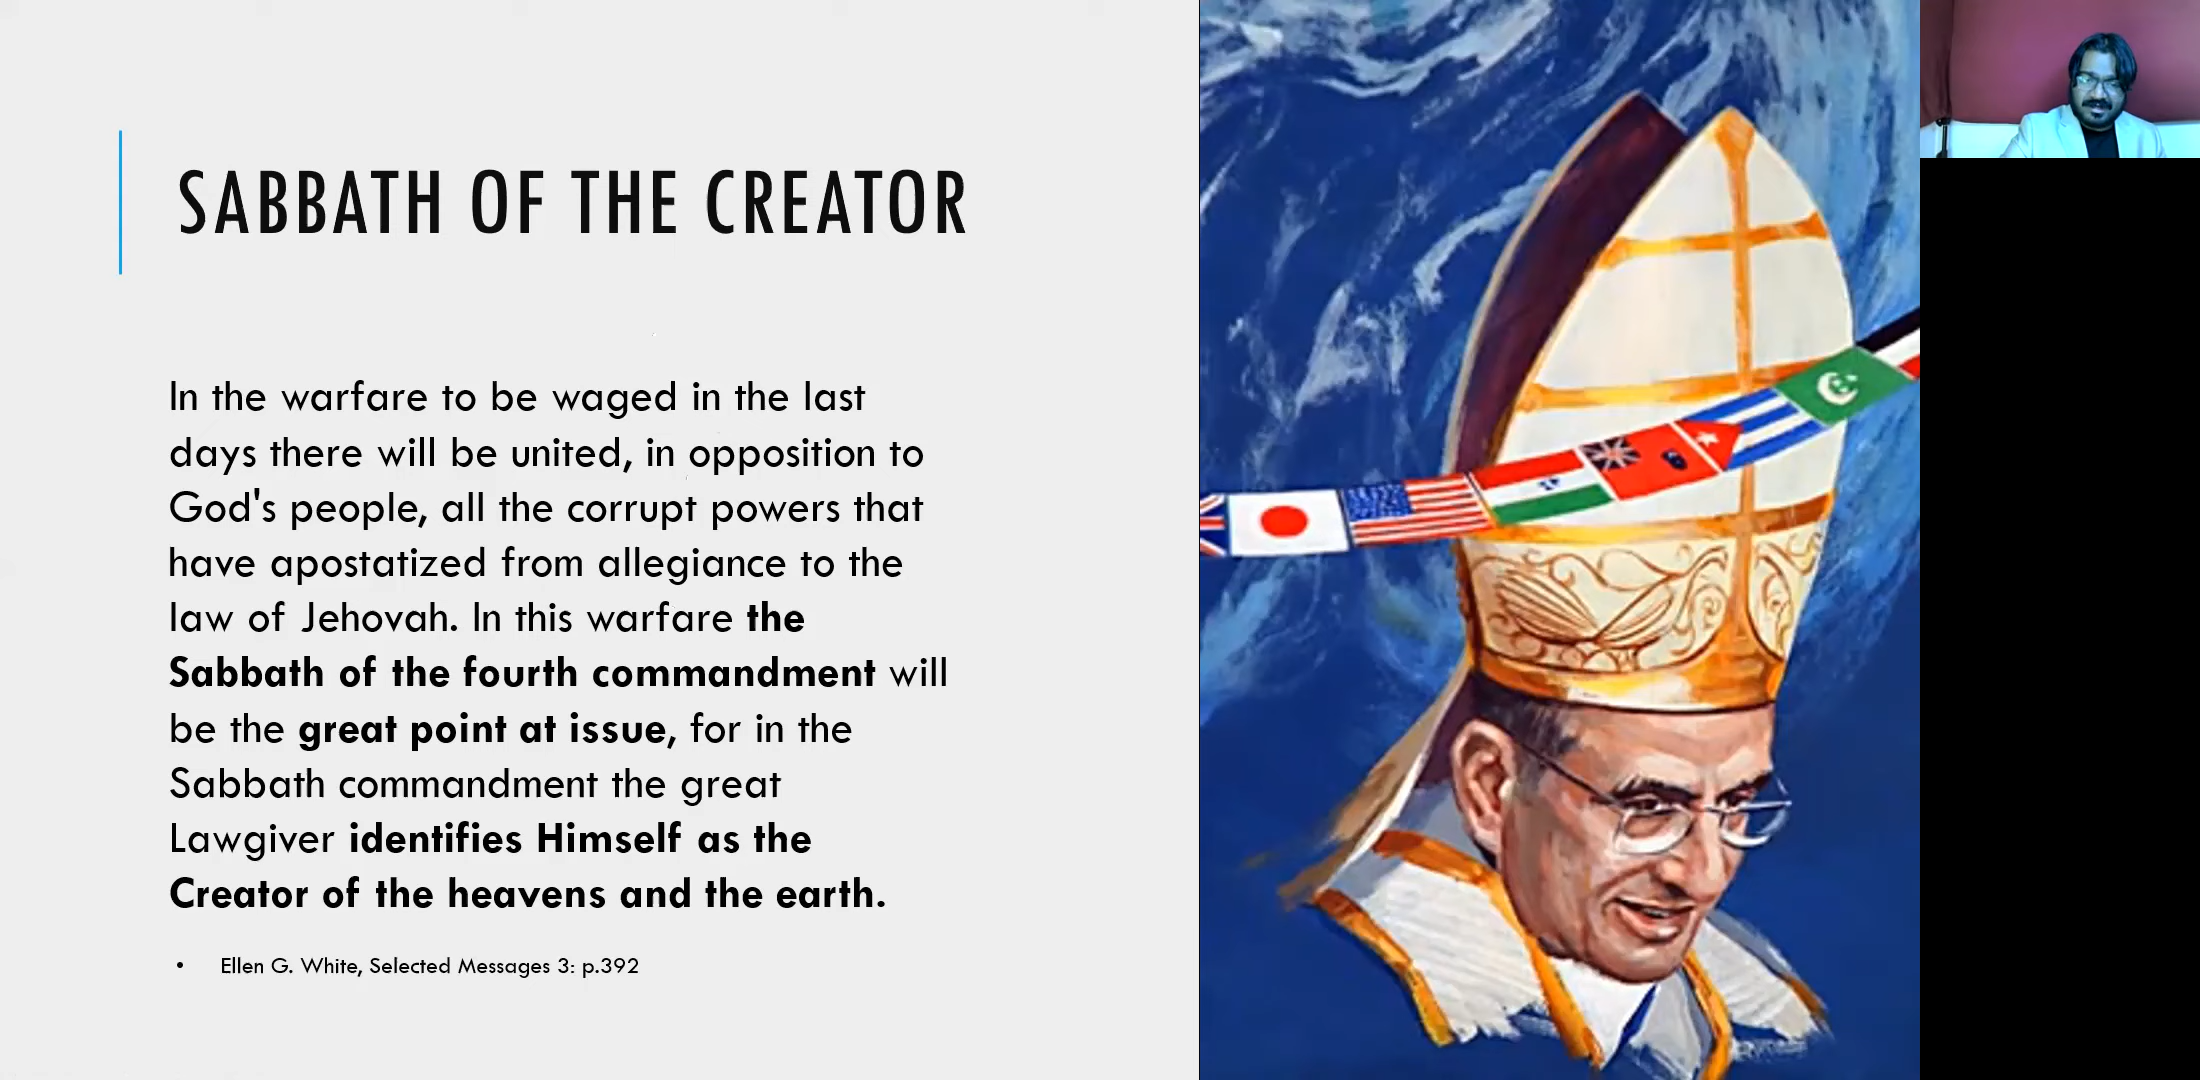 SABBATH OF THE CREATOR
In the warfare to be waged in the last
days there will be united, in opposition to
God's people, all the corrupt powers that
have apostatized from allegiance to the
law of Jehovah. In this warfare the
Sabbath of the fourth commandment will
be the great point at issue, for in the
Sabbath commandment the great
Lawgiver identifies Himself as the
Creator of the heavens and the earth.
• Ellen G. White, Selected Messages 3: p.392